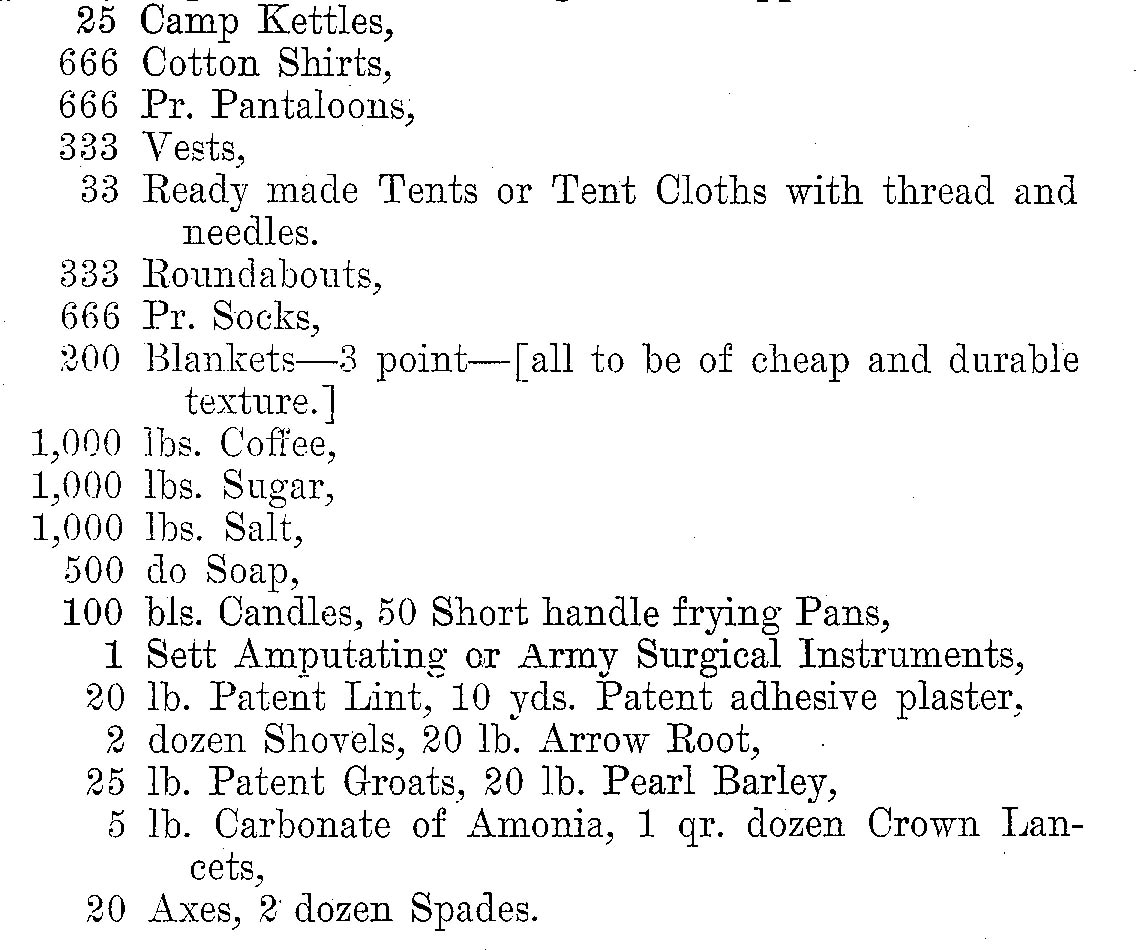 25 Camp Kettles,
666 Cotton Shirts,
666 Pr. Pantaloons,
333 Vests,
33 Ready made Tents or Tent Cloths with thread and
needles.
333 Roundabouts,
666 Pr. Socks,
200 Blankets—3 point—[all to be of cheap and durable
texture.]
1,000 lbs. Coffee,
1,000 lbs. Sugar,
1,000 lbs. Salt,
500 do Soap,
100 bls. Candles, 50 Short handle frying Pans,
1 Sett Amputating or Army Surgical Instruments,
20 lb. Patent Lint, 10 yds. Patent adhesive plaster,
2 dozen Shovels, 20 lb. Arrow Root,
25 lb. Patent Groats, 20 lb. Pearl Barley,
5 lb. Carbonate of Amonia, 1 qr. dozen Crown Lan-
cets,
20 Axes, 2 dozen Spades.